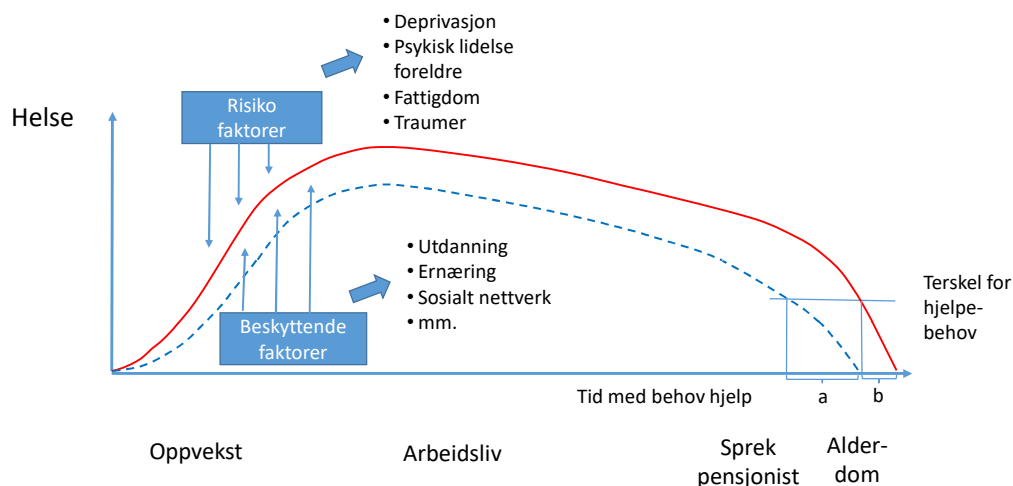 • Deprivasjon
• Psykisk lidelse
foreldre
• Fattigdom
• Traumer
Risiko
faktorer
Helse
• Utdanning
• Ernæring
• Sosialt nettverk
• mm.
Beskyttende
faktorer
Terskel for
hjelpe-
behov
Tid med behov hjelp
a
b
Oppvekst
Arbeidsliv
Sprek
pensjonist
Alder-
dom